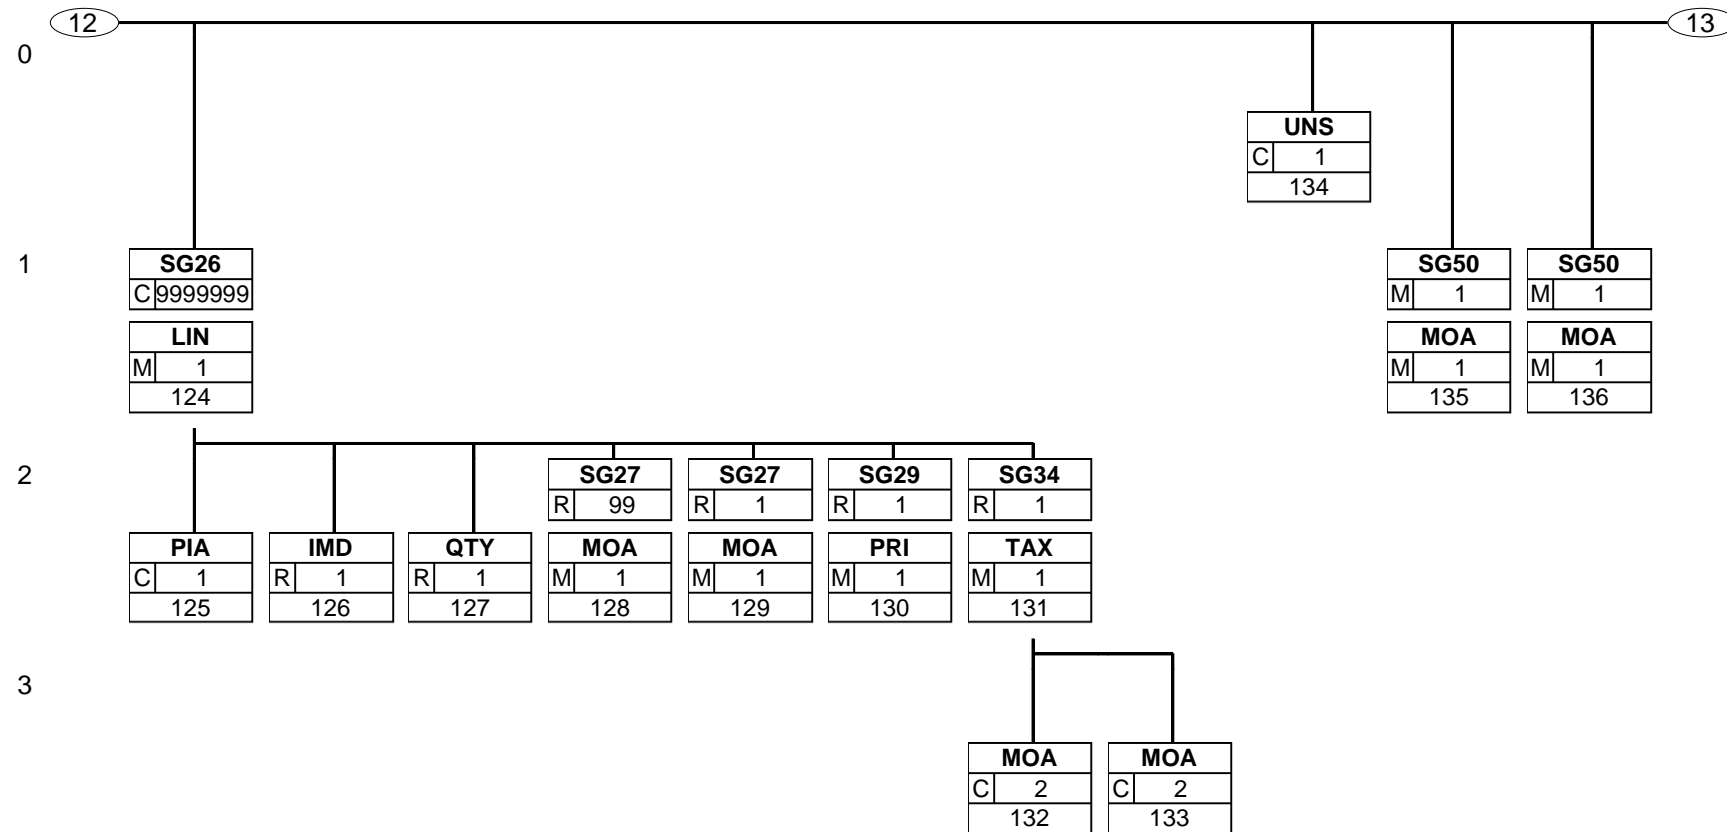 12 13
0
UNS
C 1
134
1
SG26 SG50 SG50
C 9999999 M 1 M 1
LIN MOA MOA
M 1 M 1 M 1
124 135 136
2
SG27 SG27 SG29 SG34
R 99 R 1 R 1 R 1
PIA IMD QTY MOA MOA PRI TAX
C 1 R 1 R 1 M 1 M 1 M 1 M 1
125 126 127 128 129 130 131
3
MOA MOA
C 2 C 2
132 133